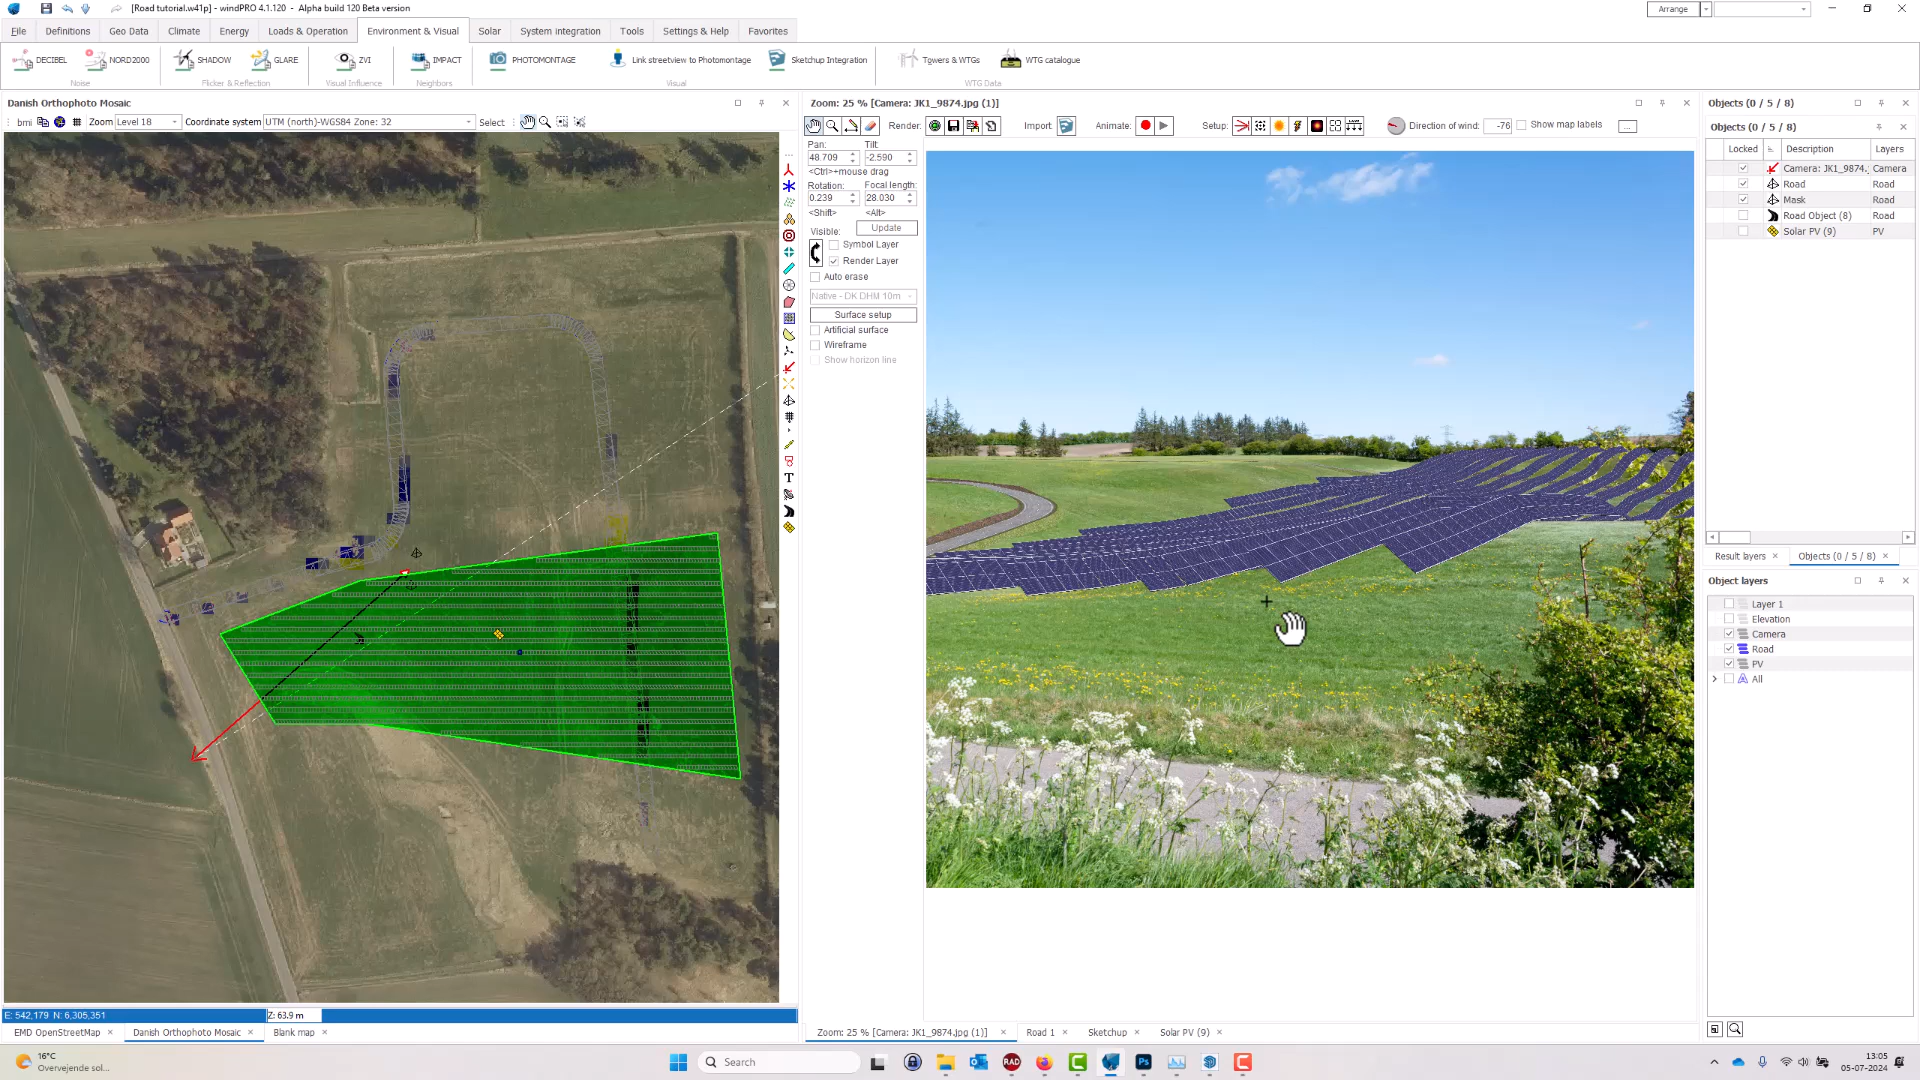 [Road tutorial.w41p] - windPRO 4.1.120 - Alpha build 120 Beta version
Arrange
File Definitions Geo Data Climate Energy Loads & Operation Environment & Visual Solar System integration Tools Settings & Help Favorites
DECIBEL NORD2000 SHADOW GLARE ZVI IMPACT PHOTOMONTAGE Link streetview to Photomontage Sketchup Integration Towers & WTGs WTG catalogue
Noise Flicker & Reflection Visual Influence Neighbors Visual WTG Data
Danish Orthophoto Mosaic
bmi Zoom Level 18 Coordinate system UTM (north)-WGS84 Zone: 32 Select
Zoom: 25 % [Camera: JK1_9874.jpg (1)]
Render: Import Animate: Setup: Direction of wind: -76 Show map labels ...
Pan: Tilt:
48.709 -2.590
<Ctrl>+mouse drag
Rotation: Focal length:
0.239 28.030
<Shift> <Alt>
Visible: Update
Symbol Layer
Render Layer
Auto erase
Native - DK DHM 10m
Surface setup
Artificial surface
Wireframe
Show horizon line
Objects (0 / 5 / 8)
Objects (0 / 5 / 8)
Locked Description Layers
Camera: JK1_9874. Camera
Road Road
Mask Road
Road Object (8) Road
Solar PV (9) PV
Result layers Objects (0 / 5 / 8)
Object layers
Layer 1
Elevation
Camera
Road
PV
All
E: 542,179 N: 6,305,351 Z: 63.9 m
EMD OpenStreetMap Danish Orthophoto Mosaic Blank map
Zoom: 25 % [Camera: JK1_9874.jpg (1)] Road 1 Sketchup Solar PV (9)
16°C
Overvejende sol...
Search
RAD
Ps
13:05
05-07-2024